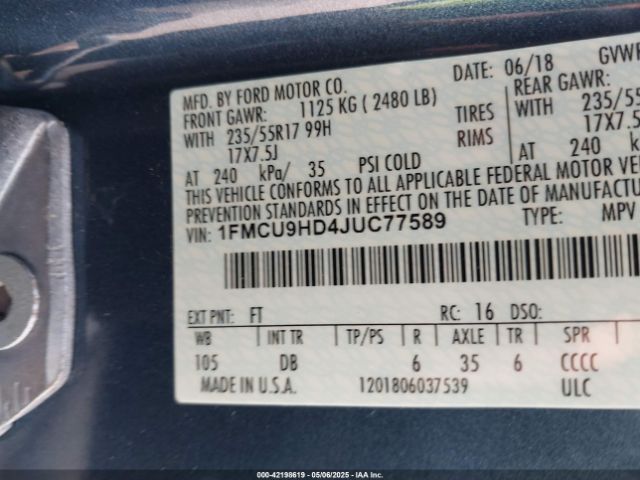 DATE: 06/18 GVWR
MFD. BY FORD MOTOR CO.
FRONT GAWR: 1125 KG ( 2480 LB) REAR GAWR:
WITH 235/55R17 99H TIRES WITH 235/55
17X7.5J RIMS 17X7.5
AT 240 kPa/ 35 PSI COLD AT 240
THIS VEHICLE CONFORMS TO ALL APPLICABLE FEDERAL MOTOR
PREVENTION STANDARDS IN EFFECT ON THE DATE OF
VIN: 1FMCU9HD4JUC77589 TYPE: MPV
EXT PNT: FT RC: 16 DSO:
WB INT TR TP/PS R AXLE TR SPR
105 DB 6 35 6 CCCC
MADE IN U.S.A. 1201806037539 ULC
000-42198619 - 05/06/2025 - IAAI.COM